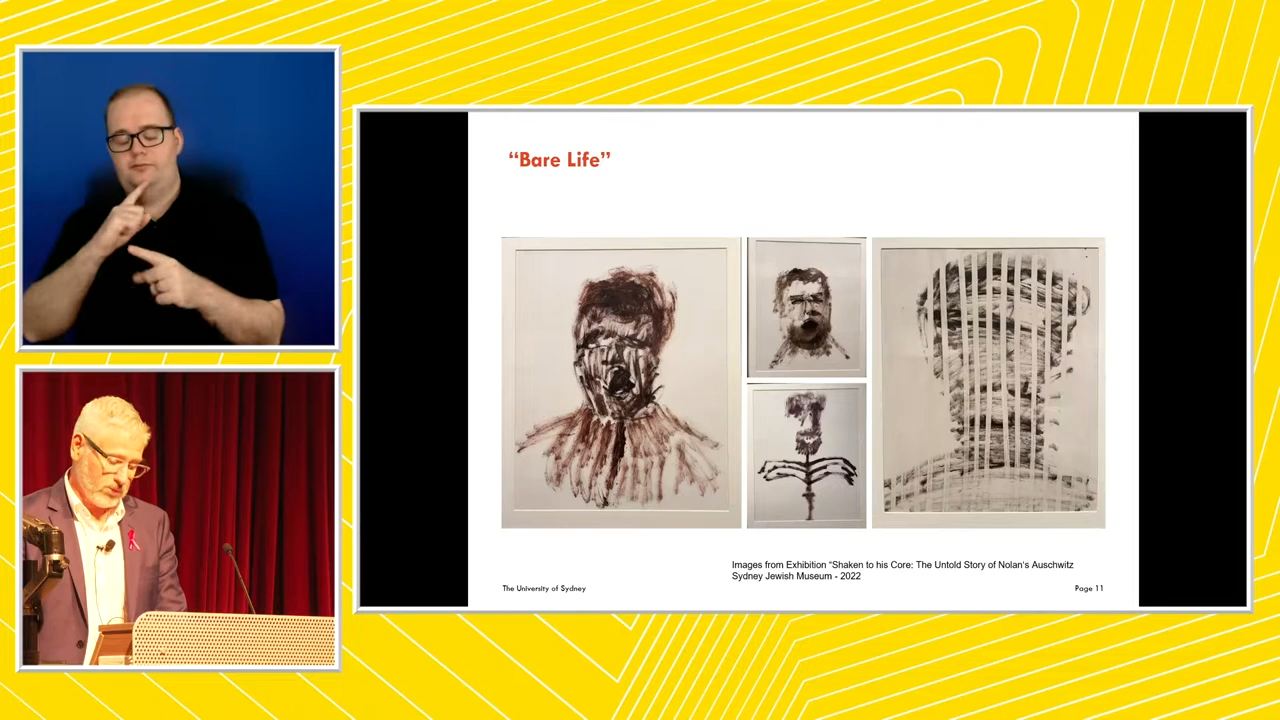 “Bare Life”
Images from Exhibition “Shaken to his Core: The Untold Story of Nolan’s Auschwitz
Sydney Jewish Museum - 2022
The University of Sydney
Page 11